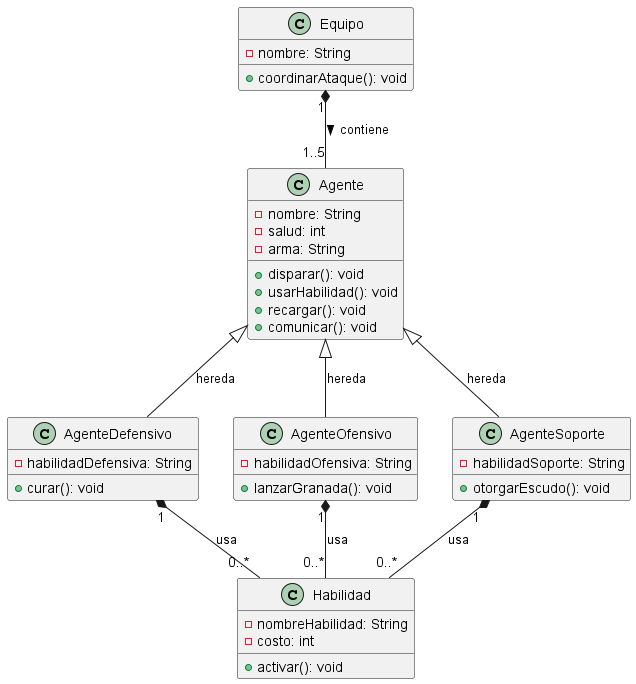 C Equipo
nombre: String
coordinarAtaque(): void
1
contiene
1..5
C Agente
nombre: String
salud: int
arma: String
disparar(): void
usarHabilidad(): void
recargar(): void
comunicar(): void
hereda hereda hereda
C AgenteDefensivo
habilidadDefensiva: String
curar(): void
C AgenteOfensivo
habilidadOfensiva: String
lanzarGranada(): void
C AgenteSoporte
habilidadSoporte: String
otorgarEscudo(): void
1 1 1
usa usa usa
0..* 0..* 0..*
C Habilidad
nombreHabilidad: String
costo: int
activar(): void